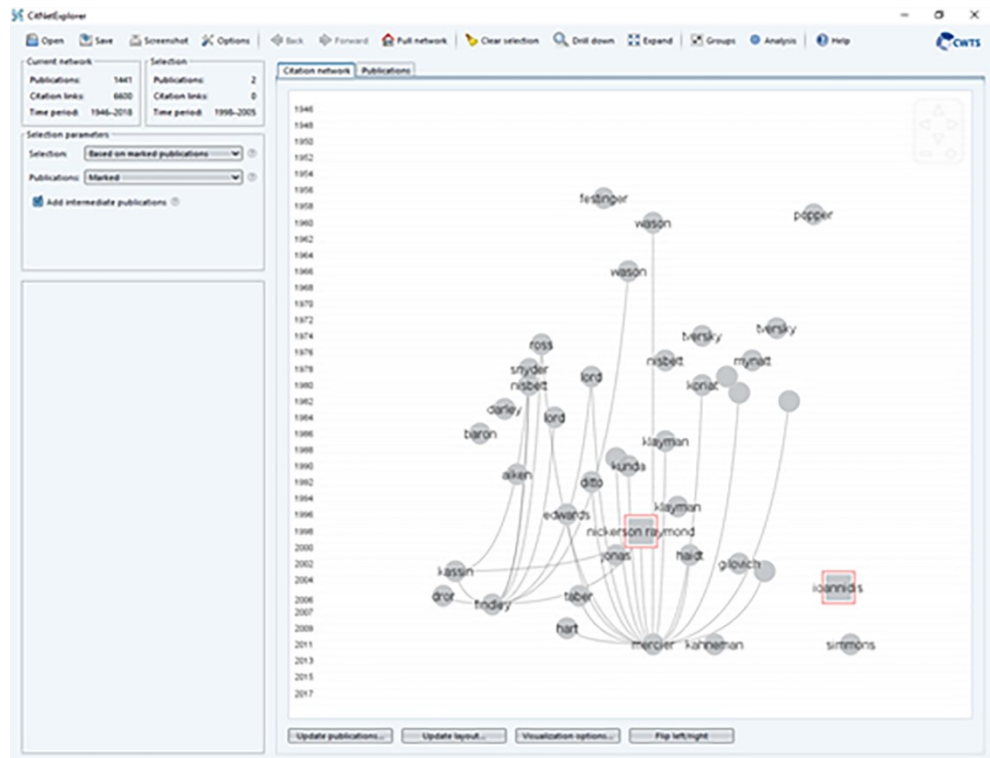 CitNetExplorer
Open Save Screenshot Options Back Forward Full network Clear selection Drill down Expand Groups Analysis Help CWTS
Current network
Publications: 1441
Citation links: 6600
Time period: 1946–2018
Selection
Publications: 2
Citation links: 0
Time period: 1998–2005
Selection parameters
Selection: Based on marked publications
Publications: Marked
Add intermediate publications
Citation network Publications
1946
1948
1950
1952
1954
1956
festinger
1958
popper
1960
wason
1962
1964
1966
wason
1968
1970
1972
tversky
1974
tversky
ross
1976
nisbett
mynatt
1978
snyder
lord
1980
nisbett
1982
darley
lord
1984
baron
1986
klayman
1988
kunda
1990
aiken
1992
ditto
1994
klayman
1996
edwards
1998
nickerson raymond
2000
jonas
haidt
2002
gilovich
kassin
2004
ioannidis
dror
taber
2006
findley
2007
2009
hart
2011
mercier
kahneman
simmons
2013
2015
2017
Update publications... Update layout... Visualization options... Flip left/right